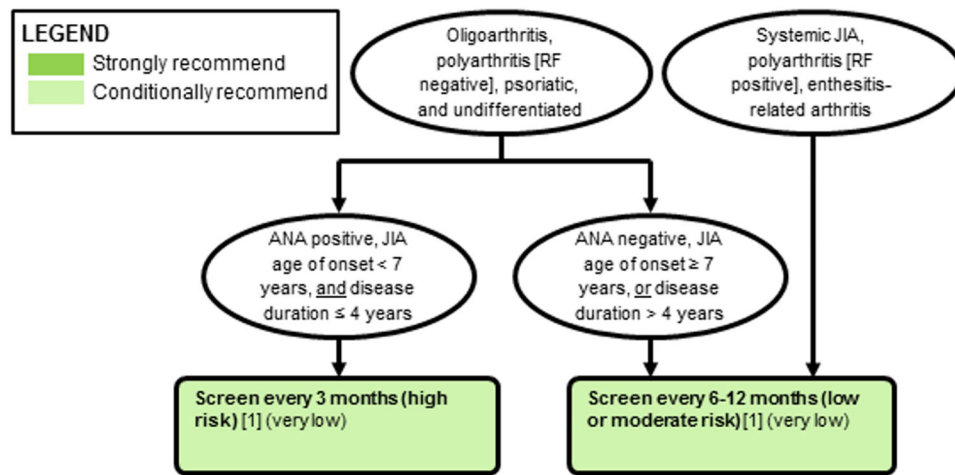 LEGEND
Strongly recommend
Conditionally recommend
Oligoarthritis,
polyarthritis [RF
negative], psoriatic,
and undifferentiated
Systemic JIA,
polyarthritis [RF
positive], enthesitis-
related arthritis
ANA positive, JIA
age of onset < 7
years, and disease
duration ≤ 4 years
ANA negative, JIA
age of onset ≥ 7
years, or disease
duration > 4 years
Screen every 3 months (high
risk) [1] (very low)
Screen every 6-12 months (low
or moderate risk) [1] (very low)